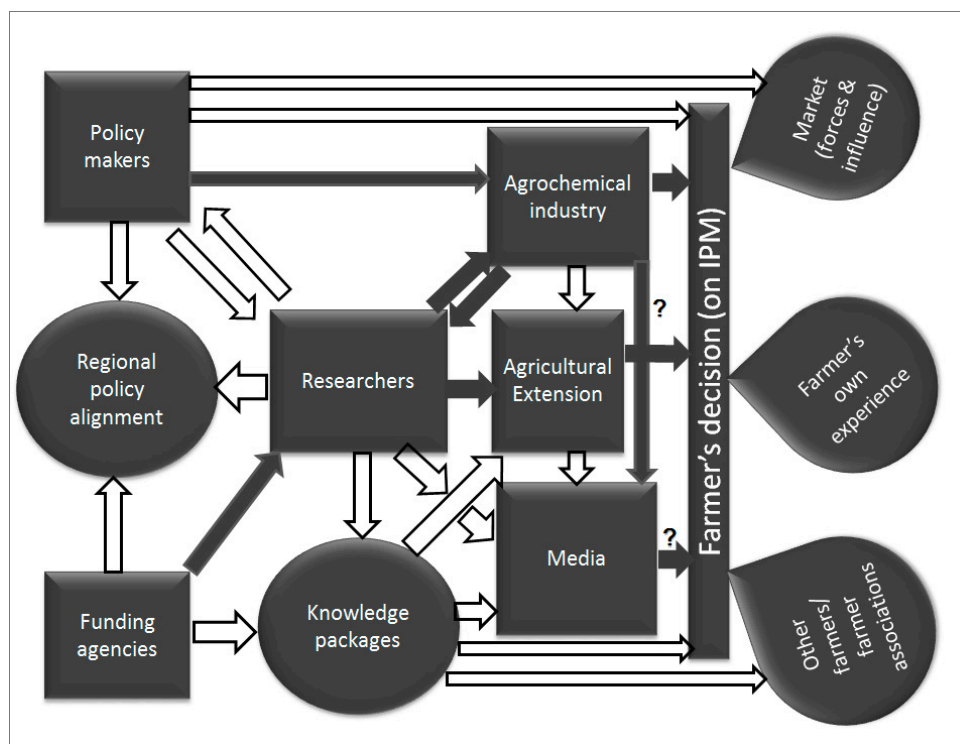 Policy
makers
Market
(forces &
influence)
Agrochemical
industry
?
Regional
policy
alignment
Researchers
Agricultural
Extension
Farmer's decision (on IPM)
Farmer's
own
experience
Media
?
Funding
agencies
Knowledge
packages
Other
farmers/
farmer
associations